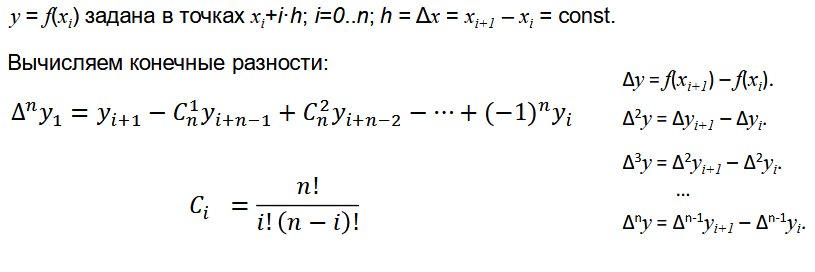 y = f(xᵢ) задана в точках xᵢ+i·h; i=0..n; h = Δx = xᵢ₊₁ – xᵢ = const.
Вычисляем конечные разности:
Δⁿy₁ = yᵢ₊₁ − C¹ₙyᵢ₊ₙ₋₁ + C²ₙyᵢ₊ₙ₋₂ − ⋯ + (−1)ⁿyᵢ
Cᵢ = n! / i! (n − i)!
Δy = f(xᵢ₊₁) – f(xᵢ).
Δ²y = Δyᵢ₊₁ – Δyᵢ.
Δ³y = Δ²yᵢ₊₁ – Δ²yᵢ.
...
Δⁿy = Δⁿ⁻¹yᵢ₊₁ – Δⁿ⁻¹yᵢ.